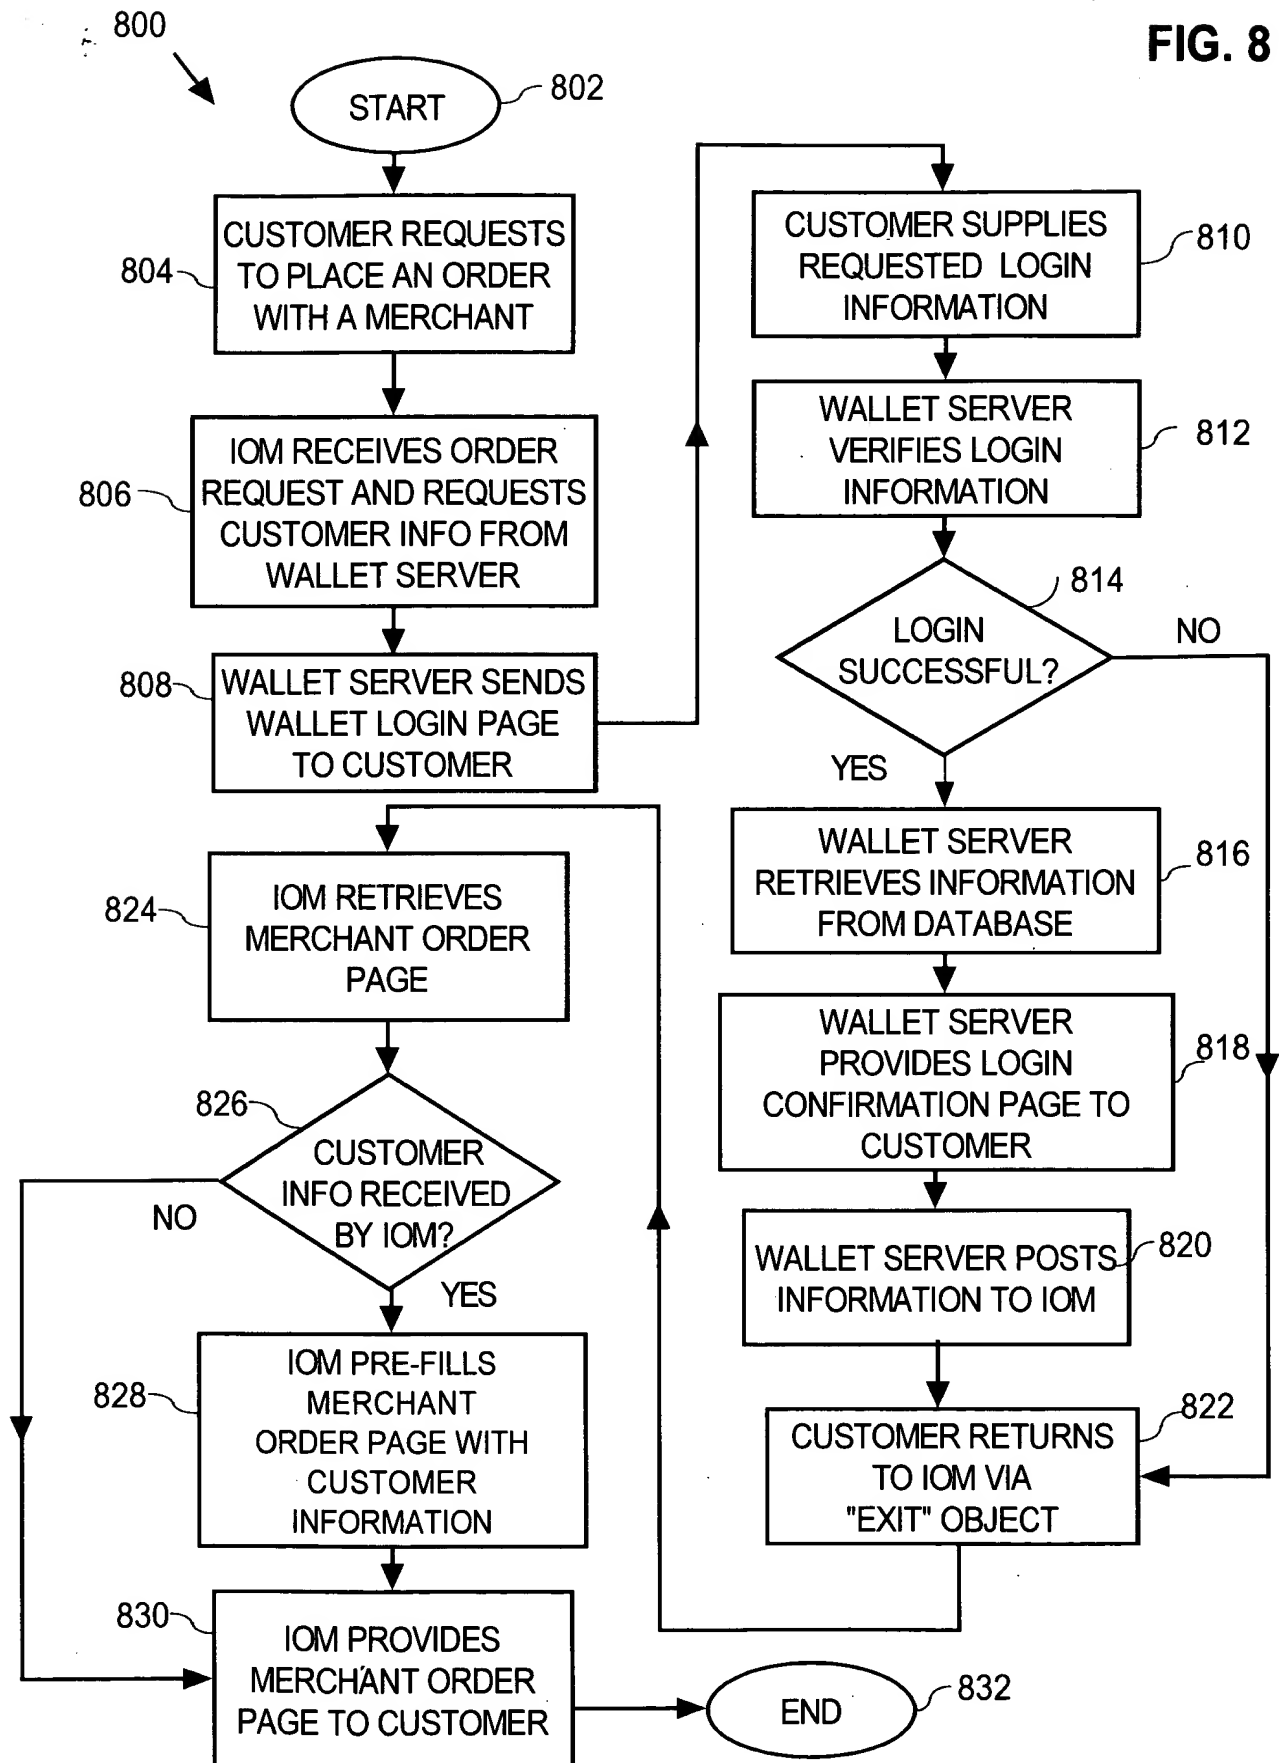 FIG. 8
800
START
802
804
CUSTOMER REQUESTS
TO PLACE AN ORDER
WITH A MERCHANT
806
IOM RECEIVES ORDER
REQUEST AND REQUESTS
CUSTOMER INFO FROM
WALLET SERVER
808
WALLET SERVER SENDS
WALLET LOGIN PAGE
TO CUSTOMER
CUSTOMER SUPPLIES
REQUESTED LOGIN
INFORMATION
810
WALLET SERVER
VERIFIES LOGIN
INFORMATION
812
814
LOGIN
SUCCESSFUL?
NO
YES
WALLET SERVER
RETRIEVES INFORMATION
FROM DATABASE
816
WALLET SERVER
PROVIDES LOGIN
CONFIRMATION PAGE TO
CUSTOMER
818
WALLET SERVER POSTS
INFORMATION TO IOM
820
CUSTOMER RETURNS
TO IOM VIA
"EXIT" OBJECT
822
824
IOM RETRIEVES
MERCHANT ORDER
PAGE
826
CUSTOMER
INFO RECEIVED
BY IOM?
NO
YES
828
IOM PRE-FILLS
MERCHANT
ORDER PAGE WITH
CUSTOMER
INFORMATION
830
IOM PROVIDES
MERCHANT ORDER
PAGE TO CUSTOMER
END
832